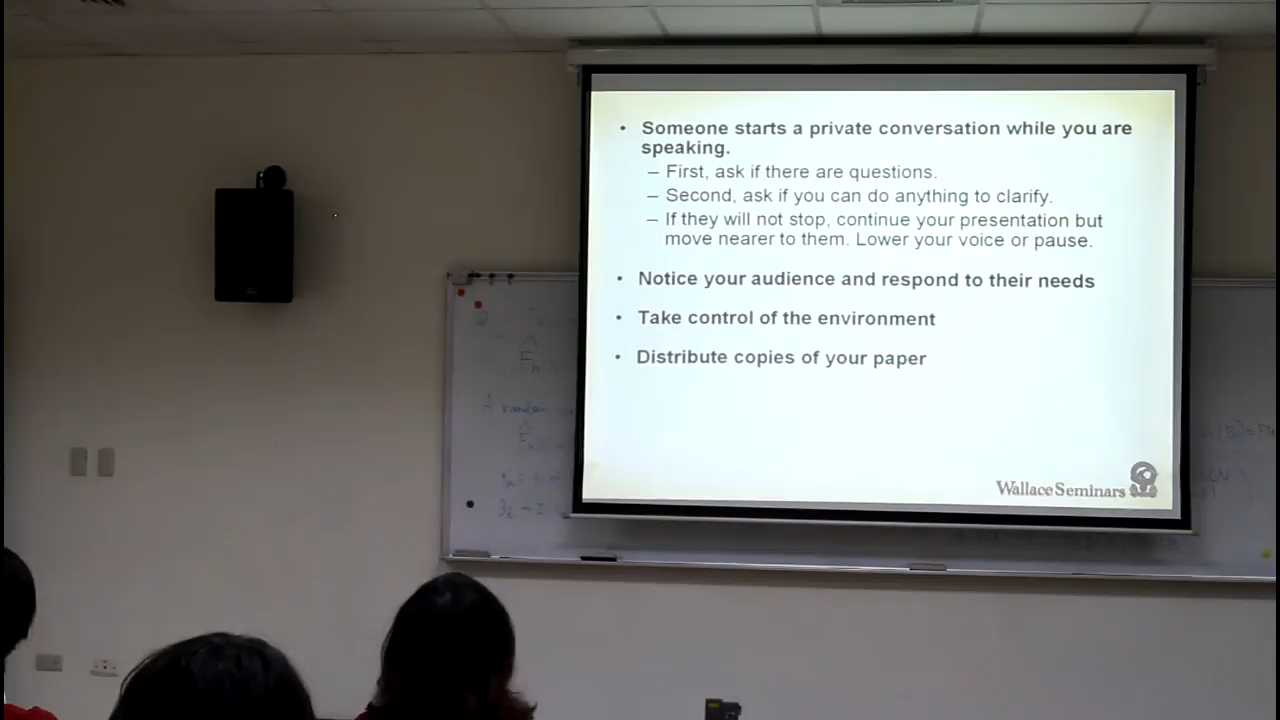 • Someone starts a private conversation while you are
speaking.
– First, ask if there are questions.
– Second, ask if you can do anything to clarify.
– If they will not stop, continue your presentation but
move nearer to them. Lower your voice or pause.
• Notice your audience and respond to their needs
• Take control of the environment
• Distribute copies of your paper
Wallace Seminars
A random